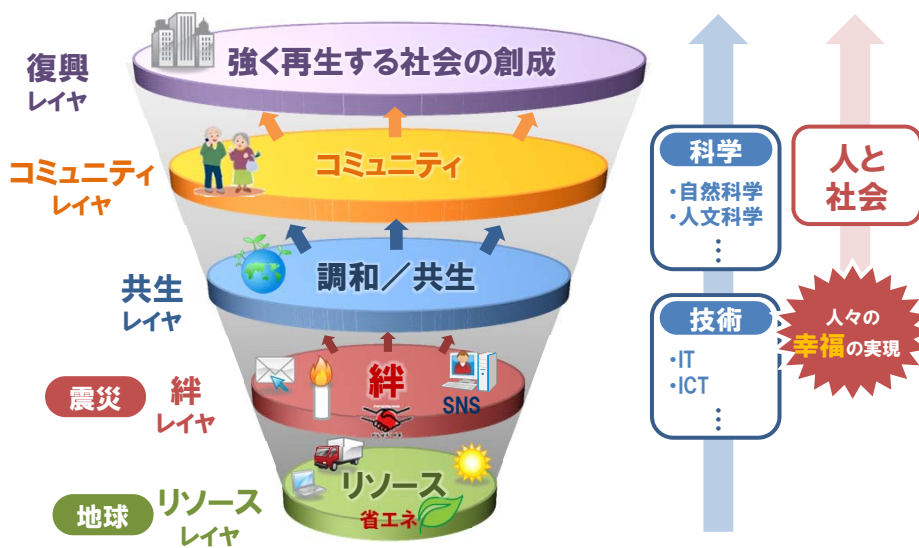 強く再生する社会の創成
復興
レイヤ
コミュニティ
コミュニティ
レイヤ
調和／共生
共生
レイヤ
絆
SNS
震災
絆
レイヤ
リソース
省エネ
地球
リソース
レイヤ
科学
・自然科学
・人文科学
⋮
技術
・IT
・ICT
⋮
人と
社会
人々の
幸福の実現